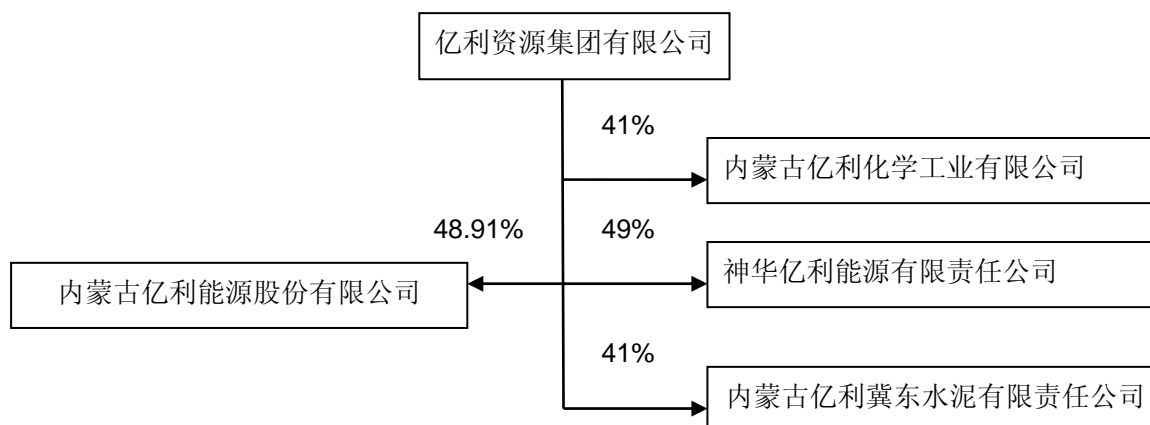 亿利资源集团有限公司
41%
内蒙古亿利化学工业有限公司
48.91%
49%
内蒙古亿利能源股份有限公司
神华亿利能源有限责任公司
41%
内蒙古亿利冀东水泥有限责任公司